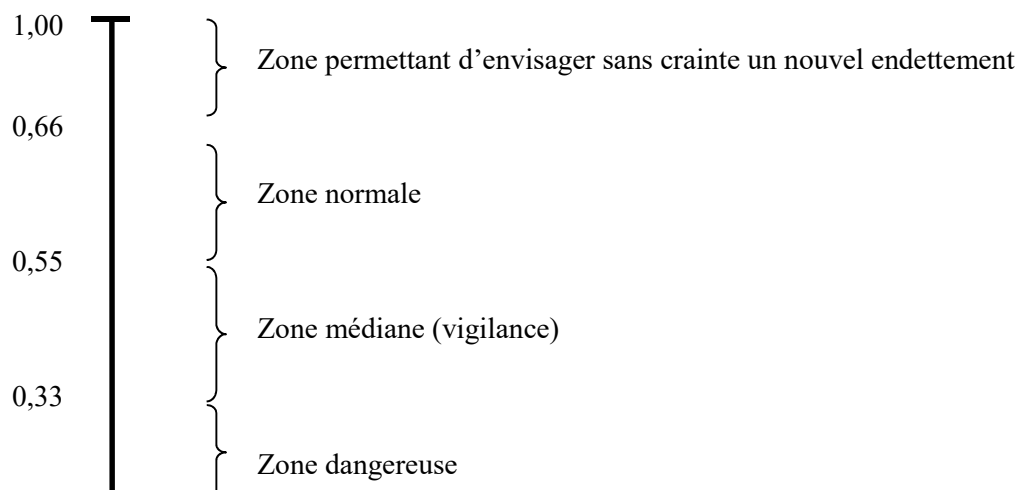 1,00
Zone permettant d’envisager sans crainte un nouvel endettement
0,66
Zone normale
0,55
Zone médiane (vigilance)
0,33
Zone dangereuse